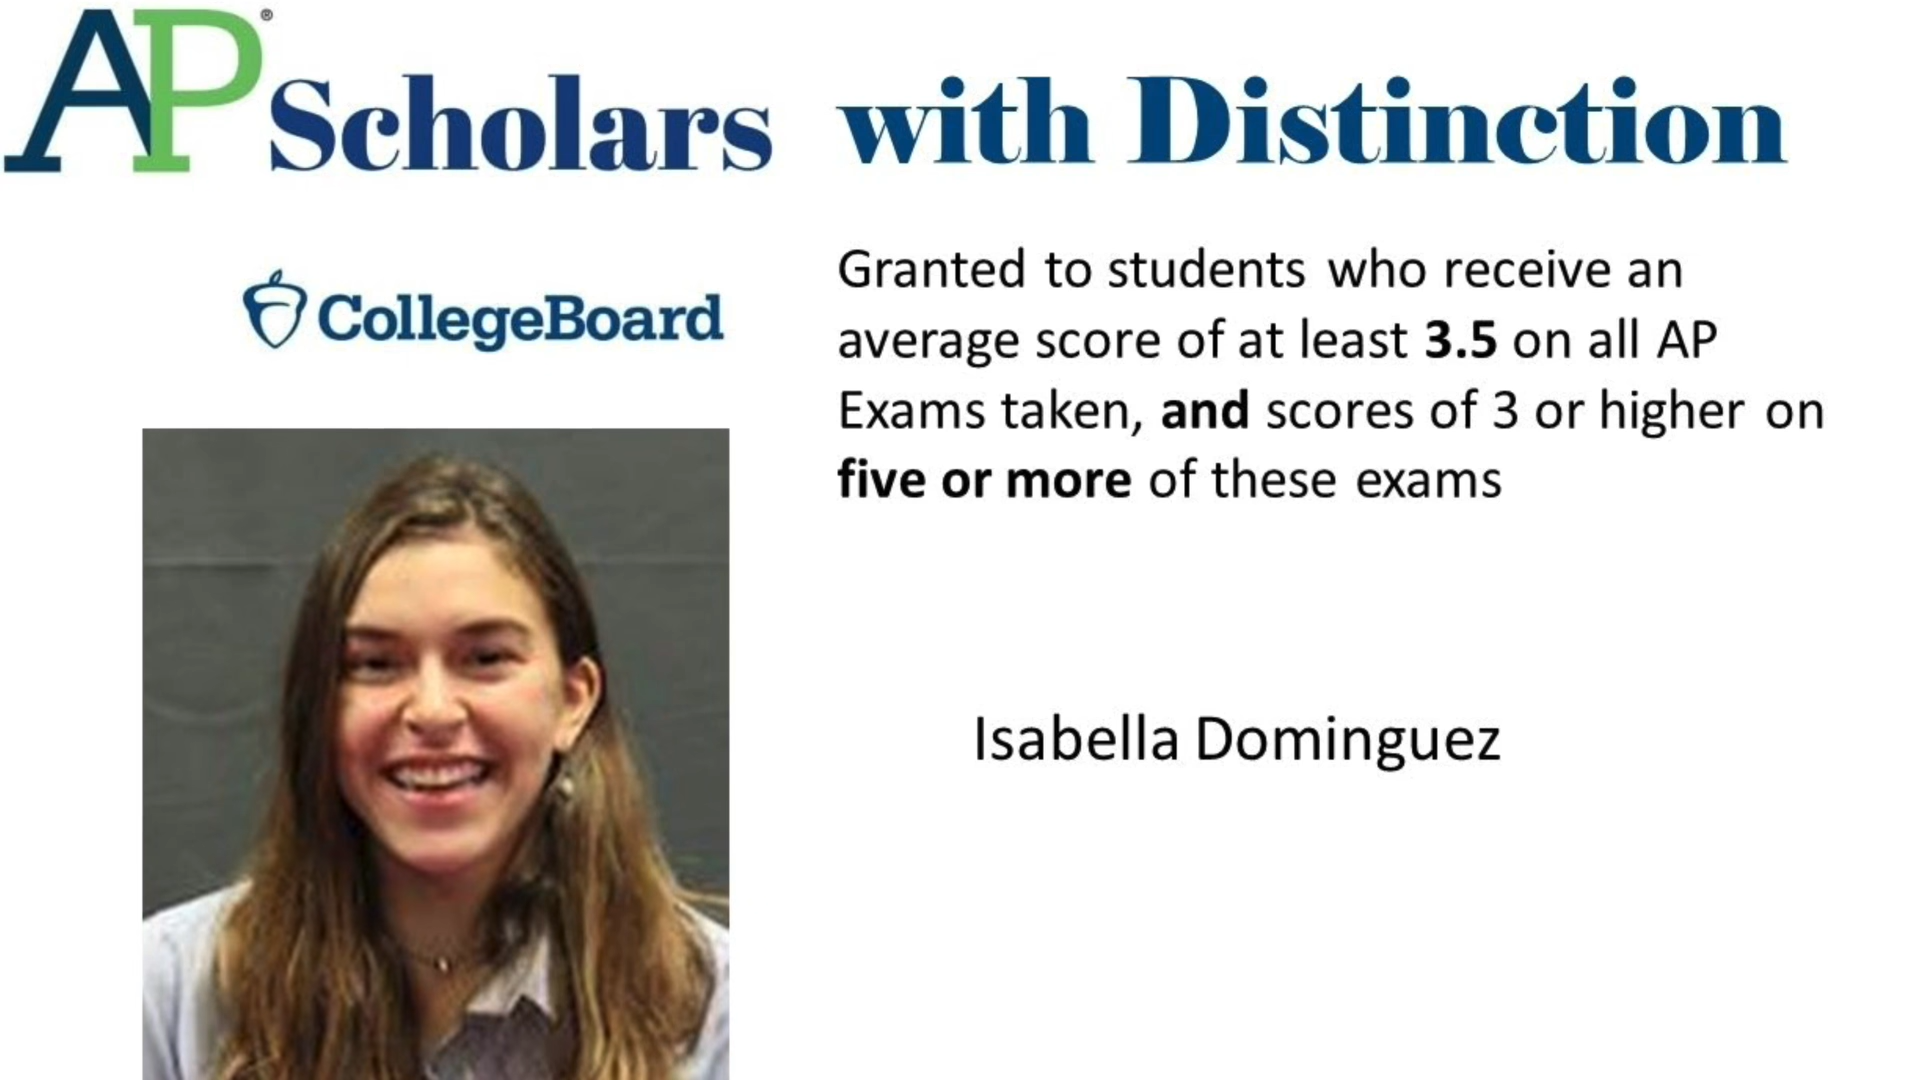 AP® Scholars with Distinction
CollegeBoard
Granted to students who receive an
average score of at least 3.5 on all AP
Exams taken, and scores of 3 or higher on
five or more of these exams
Isabella Dominguez